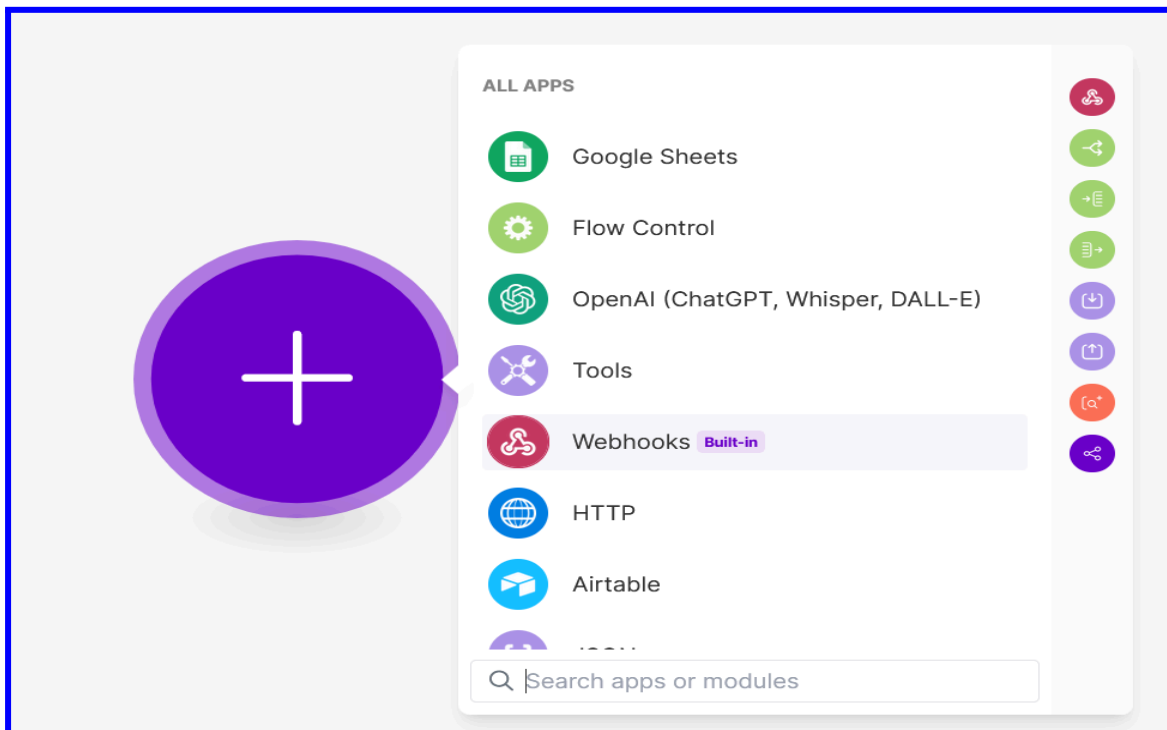 ALL APPS
Google Sheets
Flow Control
OpenAI (ChatGPT, Whisper, DALL-E)
Tools
Webhooks Built-in
HTTP
Airtable
Search apps or modules